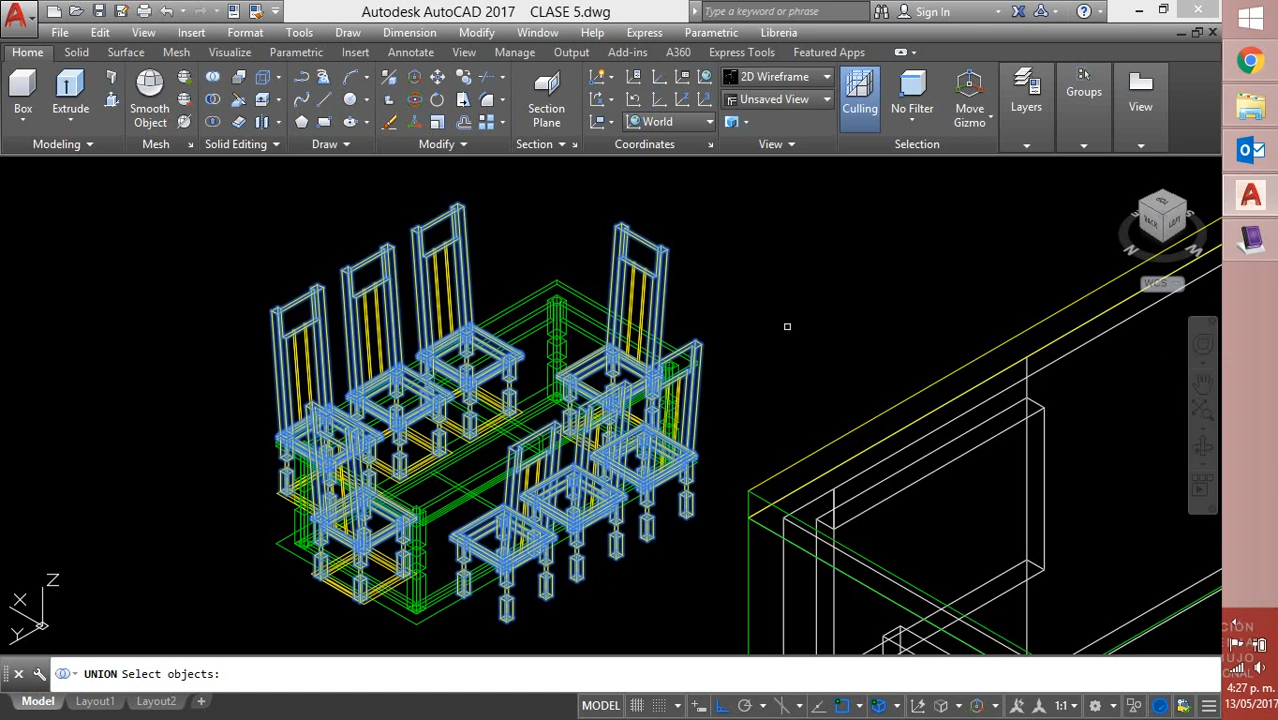 Autodesk AutoCAD 2017 CLASE 5.dwg
Type a keyword or phrase
Sign In
File Edit View Insert Format Tools Draw Dimension Modify Window Help Express Parametric Libreria
Home Solid Surface Mesh Visualize Parametric Insert Annotate View Manage Output Add-ins A360 Express Tools Featured Apps
Box Extrude Smooth Object Section Plane
2D Wireframe
Unsaved View
World
Culling No Filter Move Gizmo Layers Groups View
Modeling Mesh Solid Editing Draw Modify Section Coordinates View Selection
TOP
BACK LEFT
S
N
WCS
Z
X
Y
UNION Select objects:
Model Layout1 Layout2 +
MODEL
1:1
4:27 p. m.
13/05/2017